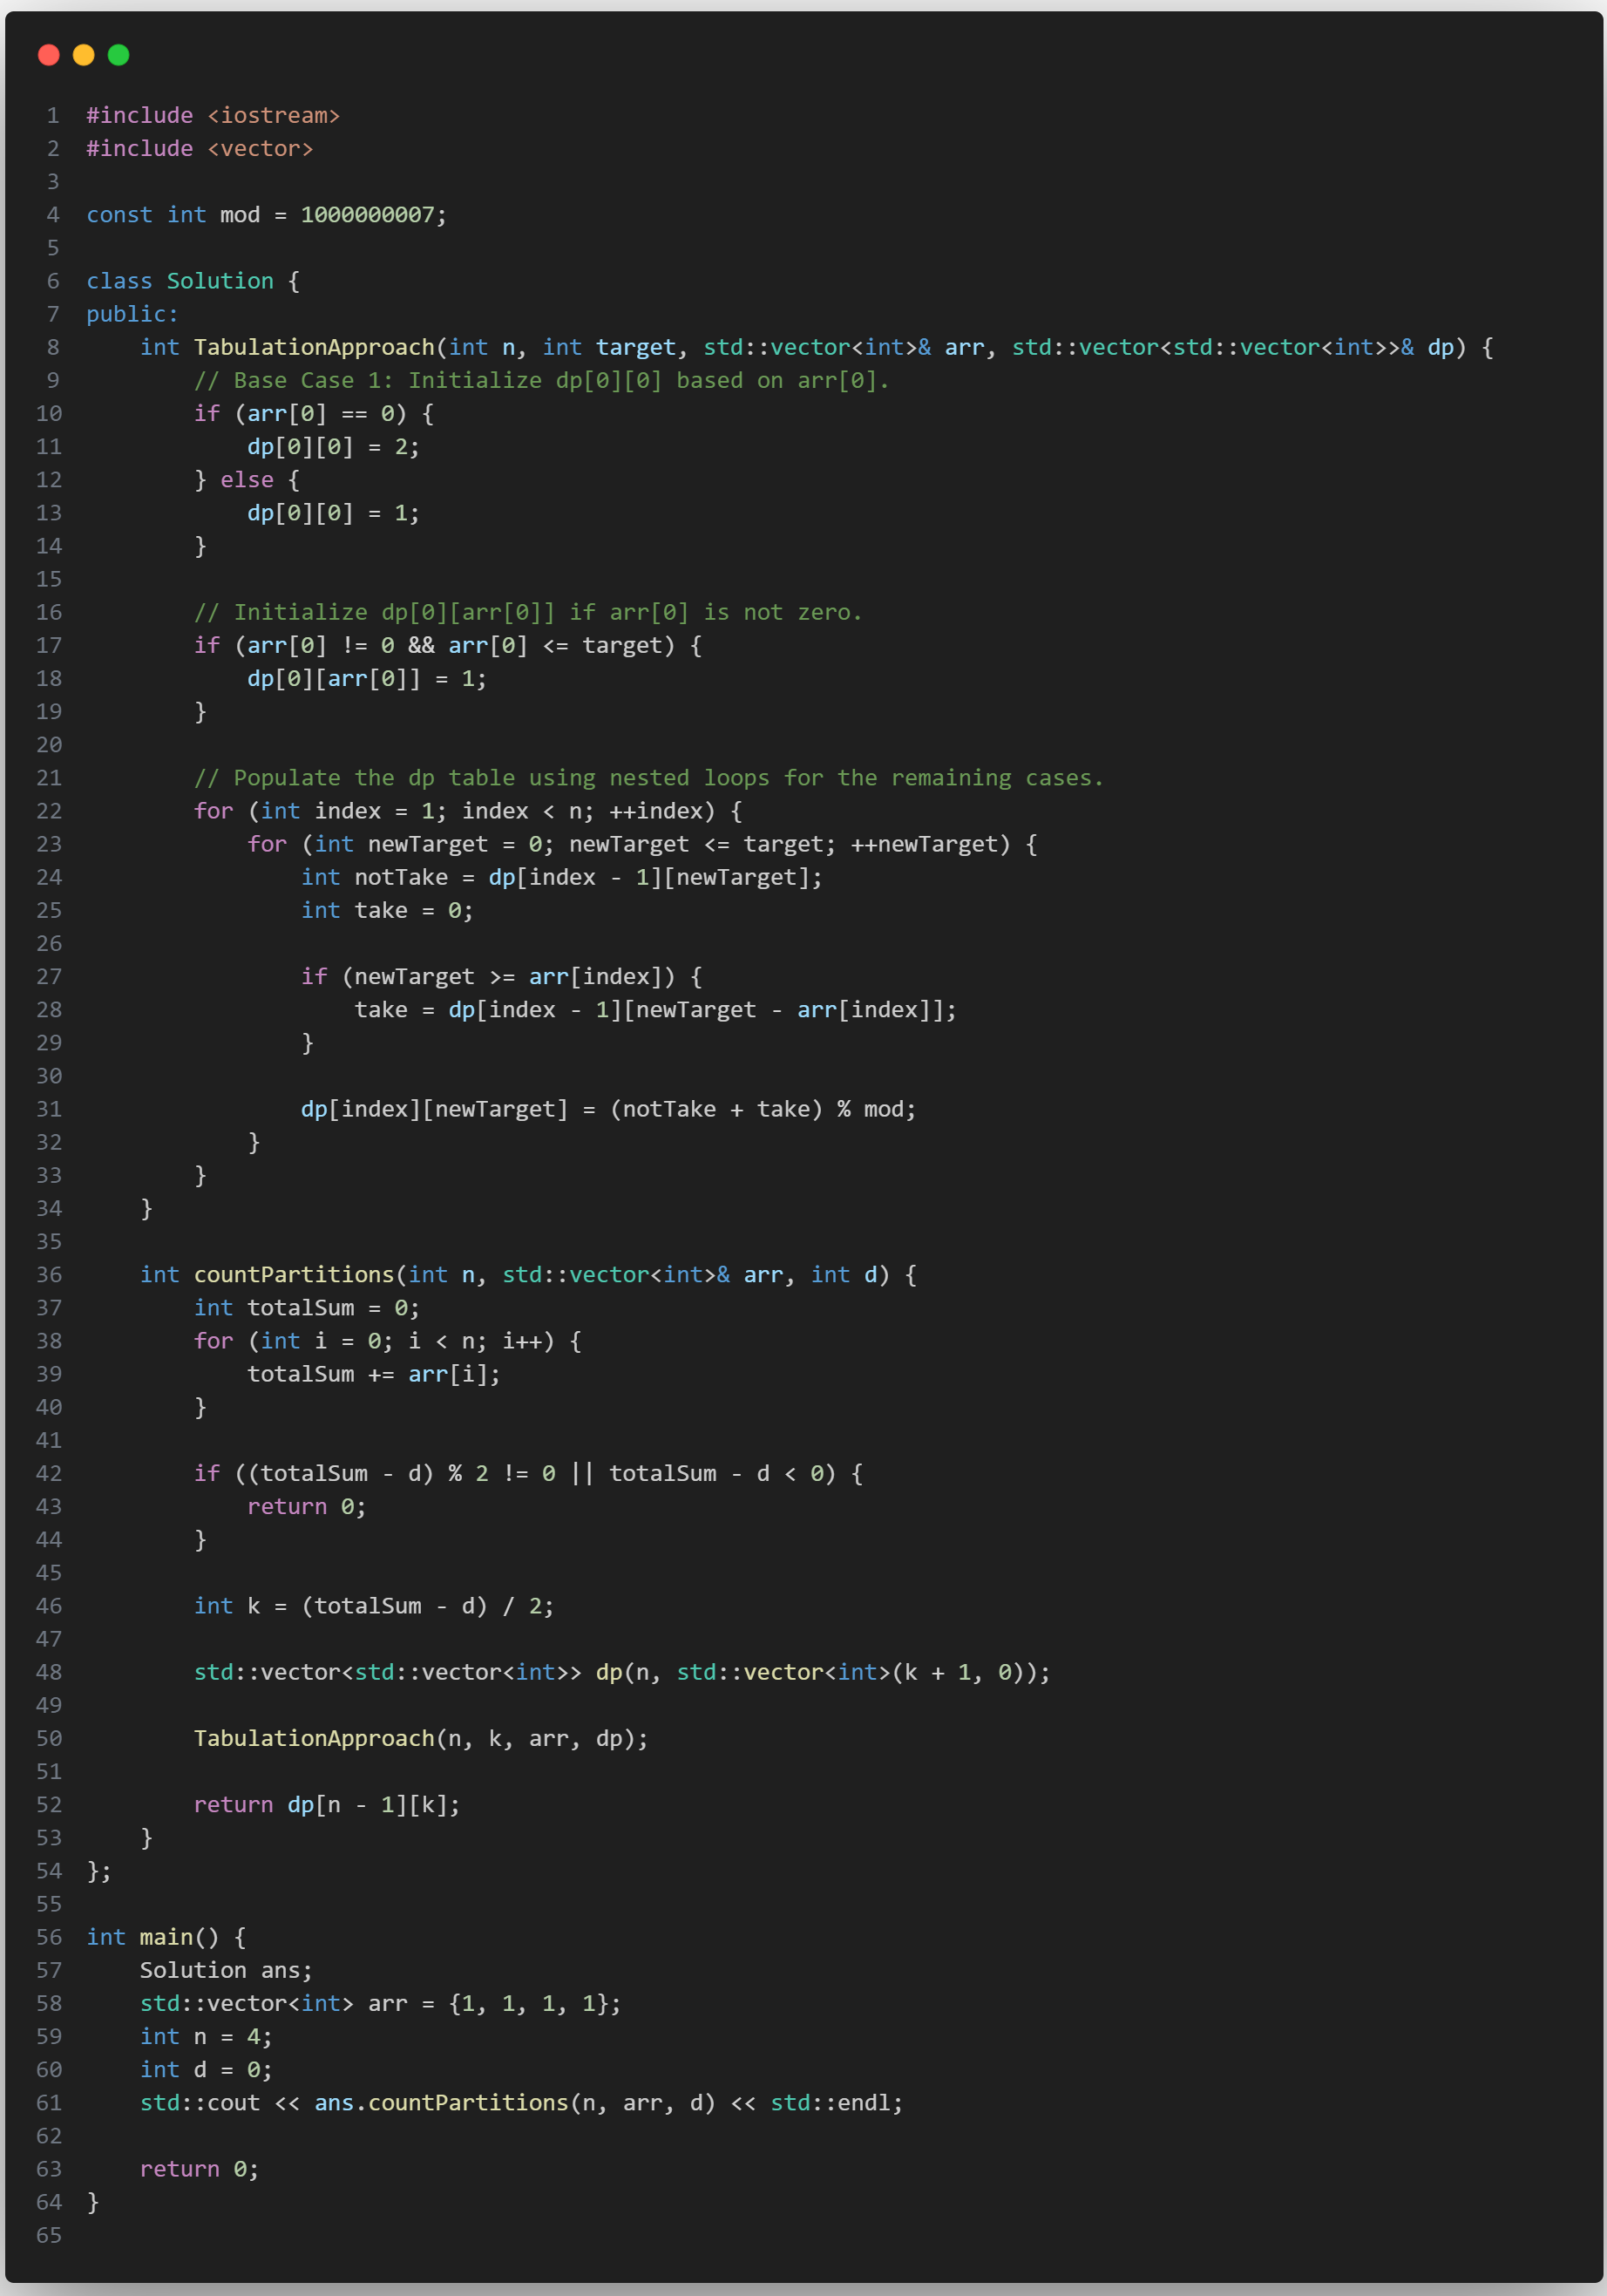 1 #include <iostream>
2 #include <vector>
3
4 const int mod = 1000000007;
5
6 class Solution {
7 public:
8     int TabulationApproach(int n, int target, std::vector<int>& arr, std::vector<std::vector<int>>& dp) {
9         // Base Case 1: Initialize dp[0][0] based on arr[0].
10         if (arr[0] == 0) {
11             dp[0][0] = 2;
12         } else {
13             dp[0][0] = 1;
14         }
15
16         // Initialize dp[0][arr[0]] if arr[0] is not zero.
17         if (arr[0] != 0 && arr[0] <= target) {
18             dp[0][arr[0]] = 1;
19         }
20
21         // Populate the dp table using nested loops for the remaining cases.
22         for (int index = 1; index < n; ++index) {
23             for (int newTarget = 0; newTarget <= target; ++newTarget) {
24                 int notTake = dp[index - 1][newTarget];
25                 int take = 0;
26
27                 if (newTarget >= arr[index]) {
28                     take = dp[index - 1][newTarget - arr[index]];
29                 }
30
31                 dp[index][newTarget] = (notTake + take) % mod;
32             }
33         }
34     }
35
36     int countPartitions(int n, std::vector<int>& arr, int d) {
37         int totalSum = 0;
38         for (int i = 0; i < n; i++) {
39             totalSum += arr[i];
40         }
41
42         if ((totalSum - d) % 2 != 0 || totalSum - d < 0) {
43             return 0;
44         }
45
46         int k = (totalSum - d) / 2;
47
48         std::vector<std::vector<int>> dp(n, std::vector<int>(k + 1, 0));
49
50         TabulationApproach(n, k, arr, dp);
51
52         return dp[n - 1][k];
53     }
54 };
55
56 int main() {
57     Solution ans;
58     std::vector<int> arr = {1, 1, 1, 1};
59     int n = 4;
60     int d = 0;
61     std::cout << ans.countPartitions(n, arr, d) << std::endl;
62
63     return 0;
64 }
65